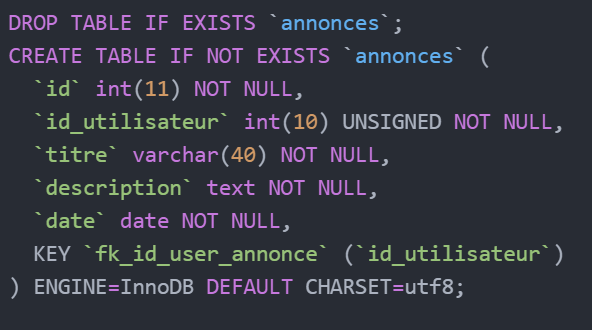 DROP TABLE IF EXISTS `annonces`;
CREATE TABLE IF NOT EXISTS `annonces` (
  `id` int(11) NOT NULL,
  `id_utilisateur` int(10) UNSIGNED NOT NULL,
  `titre` varchar(40) NOT NULL,
  `description` text NOT NULL,
  `date` date NOT NULL,
  KEY `fk_id_user_annonce` (`id_utilisateur`)
) ENGINE=InnoDB DEFAULT CHARSET=utf8;